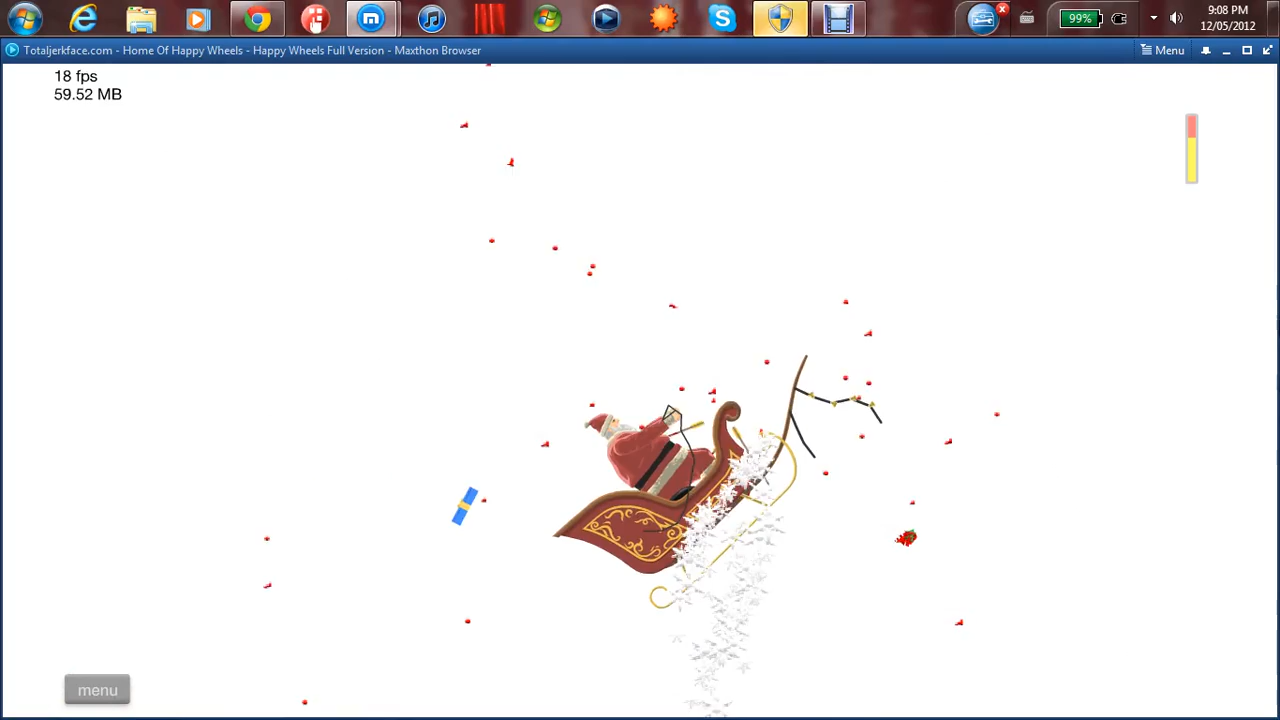 99%
9:08 PM
12/05/2012
Totaljerkface.com - Home Of Happy Wheels - Happy Wheels Full Version - Maxthon Browser
Menu
18 fps
59.52 MB
menu